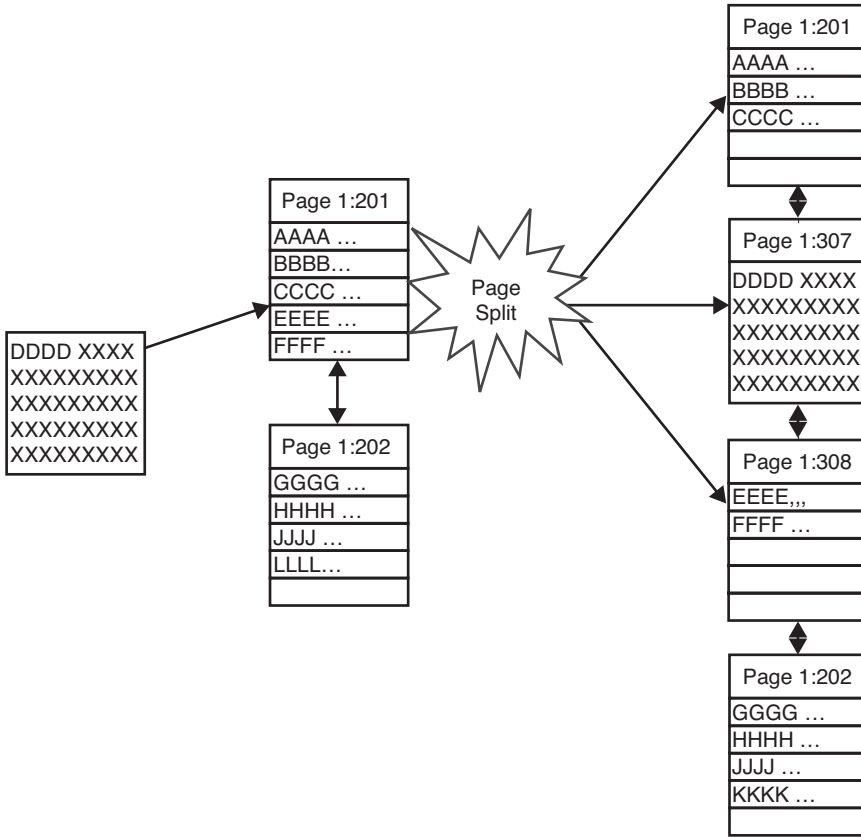 DDDD XXXX
XXXXXXXXX
XXXXXXXXX
XXXXXXXXX
XXXXXXXXX
Page 1:201
AAAA ...
BBBB...
CCCC ...
EEEE ...
FFFF ...
Page 1:202
GGGG ...
HHHH ...
JJJJ ...
LLLL...
Page
Split
Page 1:201
AAAA ...
BBBB ...
CCCC ...
Page 1:307
DDDD XXXX
XXXXXXXXX
XXXXXXXXX
XXXXXXXXX
XXXXXXXXX
Page 1:308
EEEE,,,
FFFF ...
Page 1:202
GGGG ...
HHHH ...
JJJJ ...
KKKK ...